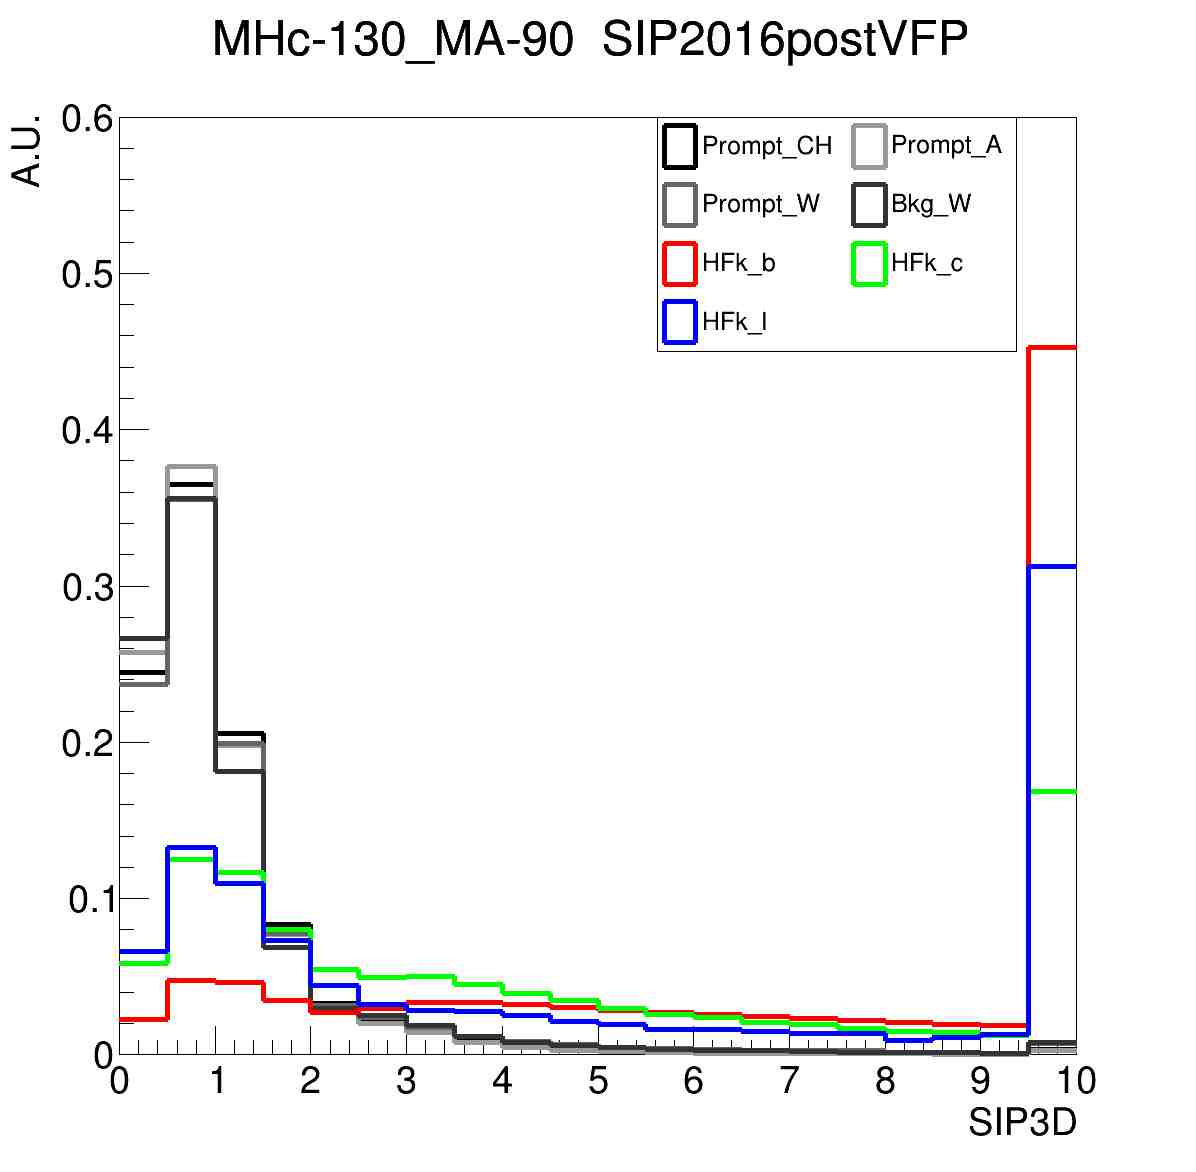 MHc-130_MA-90 SIP2016postVFP
A.U.
0.6
0.5
0.4
0.3
0.2
0.1
0
Prompt_CH Prompt_A
Prompt_W Bkg_W
HFk_b HFk_c
HFk_l
0 1 2 3 4 5 6 7 8 9 10
SIP3D